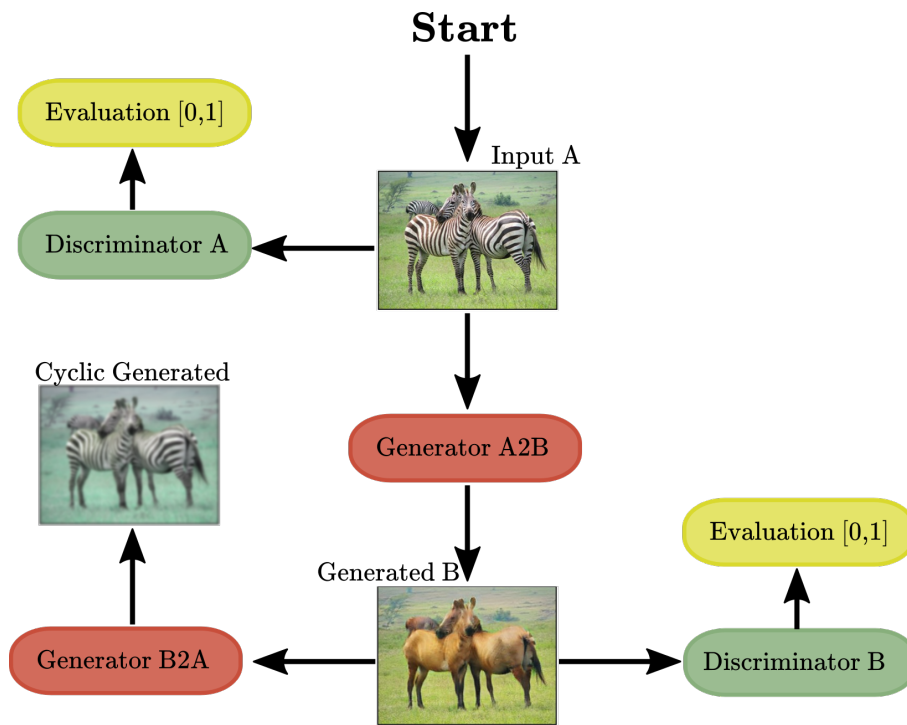 Start
Evaluation [0,1]
Input A
Discriminator A
Cyclic Generated
Generator A2B
Evaluation [0,1]
Generated B
Generator B2A
Discriminator B